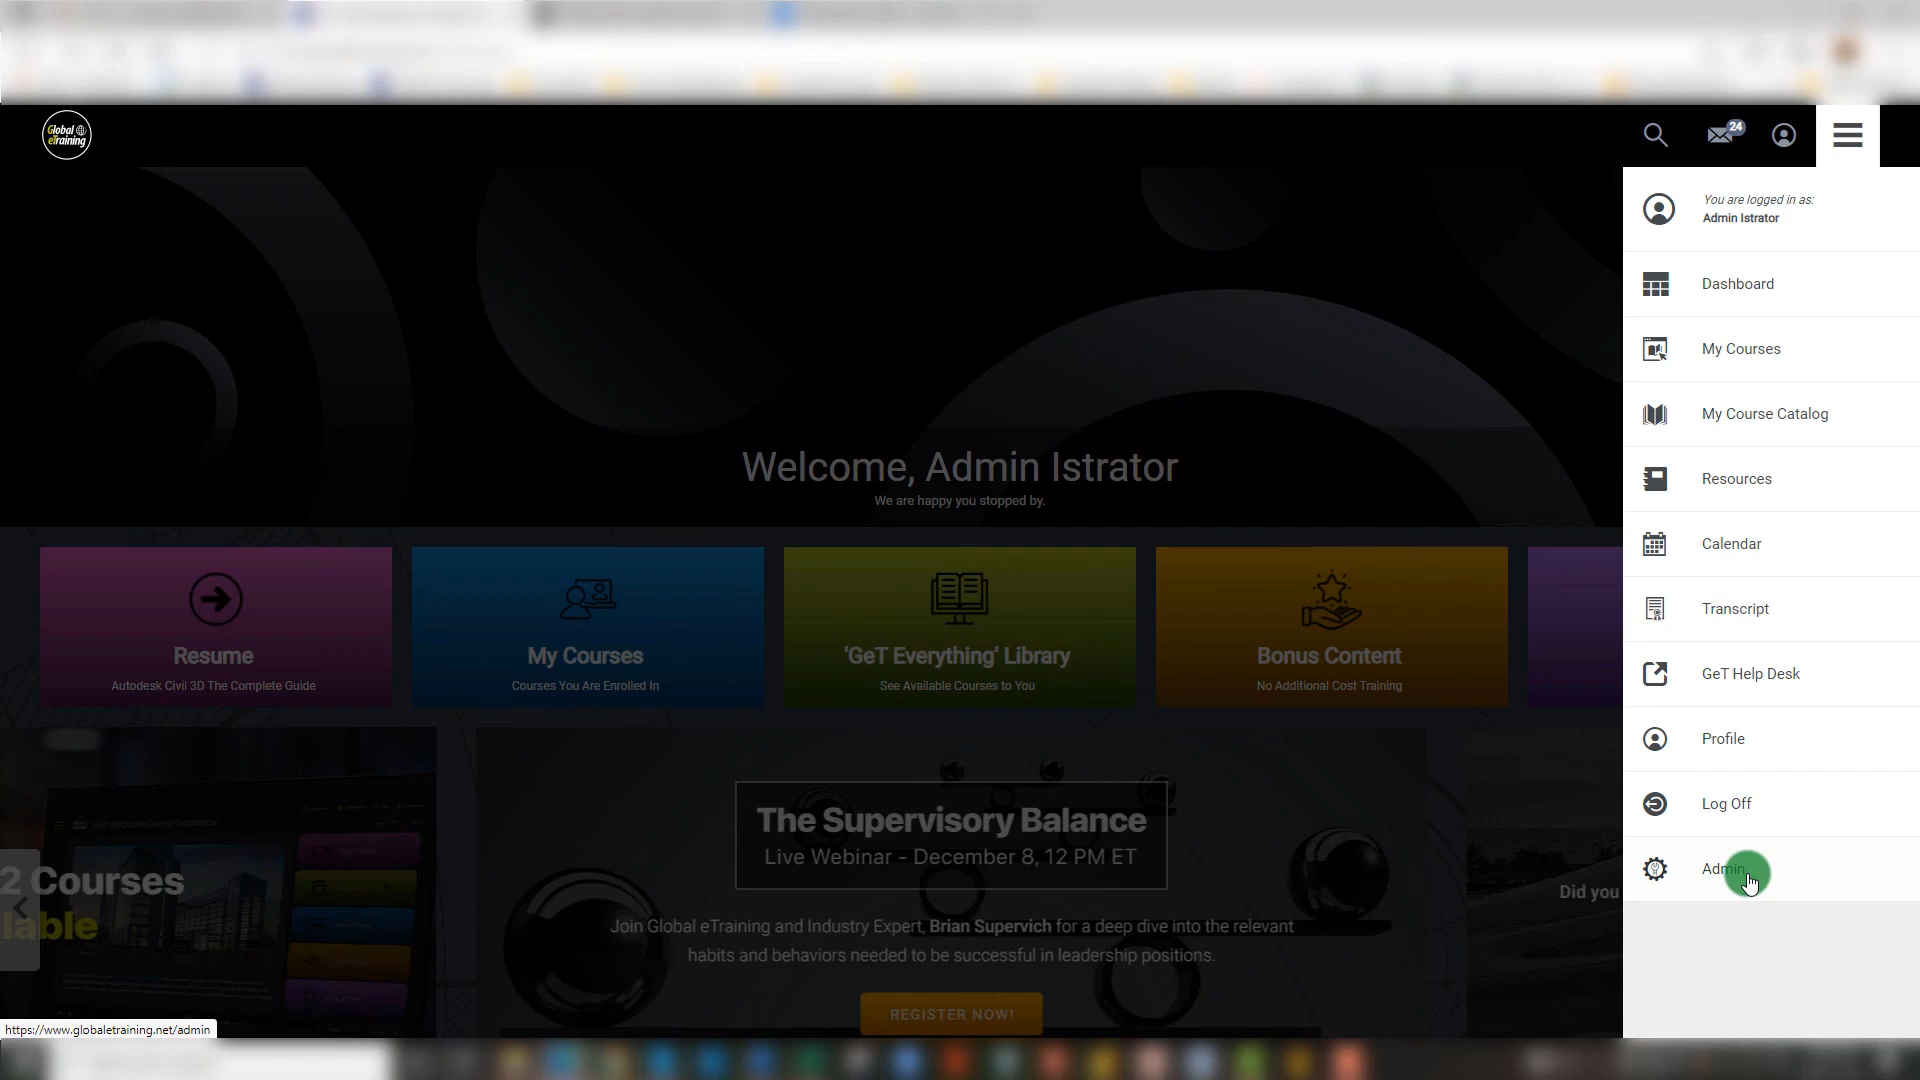 Global
eTraining
24
You are logged in as:
Admin Istrator
Dashboard
My Courses
My Course Catalog
Resources
Calendar
Transcript
GeT Help Desk
Profile
Log Off
Admin
Welcome, Admin Istrator
We are happy you stopped by.
Resume
Autodesk Civil 3D The Complete Guide
My Courses
Courses You Are Enrolled In
'GeT Everything' Library
See Available Courses to You
Bonus Content
No Additional Cost Training
2 Courses
lable
The Supervisory Balance
Live Webinar - December 8, 12 PM ET
Join Global eTraining and Industry Expert, Brian Supervich for a deep dive into the relevant
habits and behaviors needed to be successful in leadership positions.
REGISTER NOW!
Did you
https://www.globaletraining.net/admin